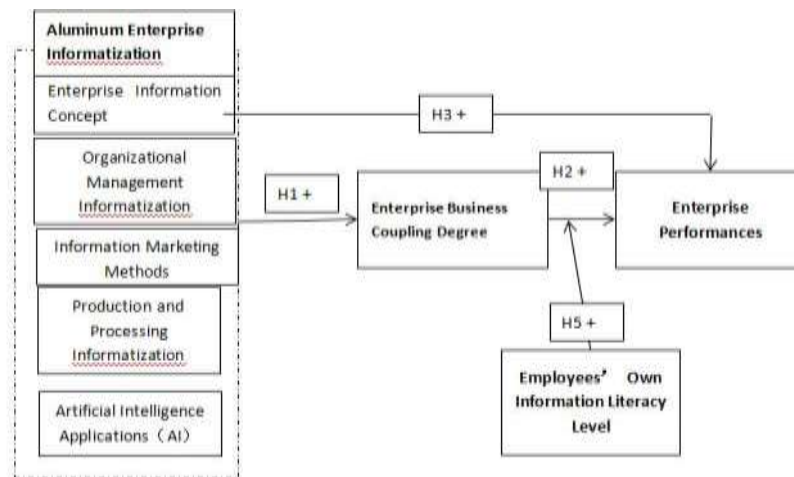 Aluminum Enterprise
Informatization
Enterprise Information
Concept
Organizational
Management
Informatization
Information Marketing
Methods
Production and
Processing
Informatization
Artificial Intelligence
Applications（AI）
H3 +
H1 +
H2 +
Enterprise Business
Coupling Degree
Enterprise
Performances
H5 +
Employees’ Own
Information Literacy
Level